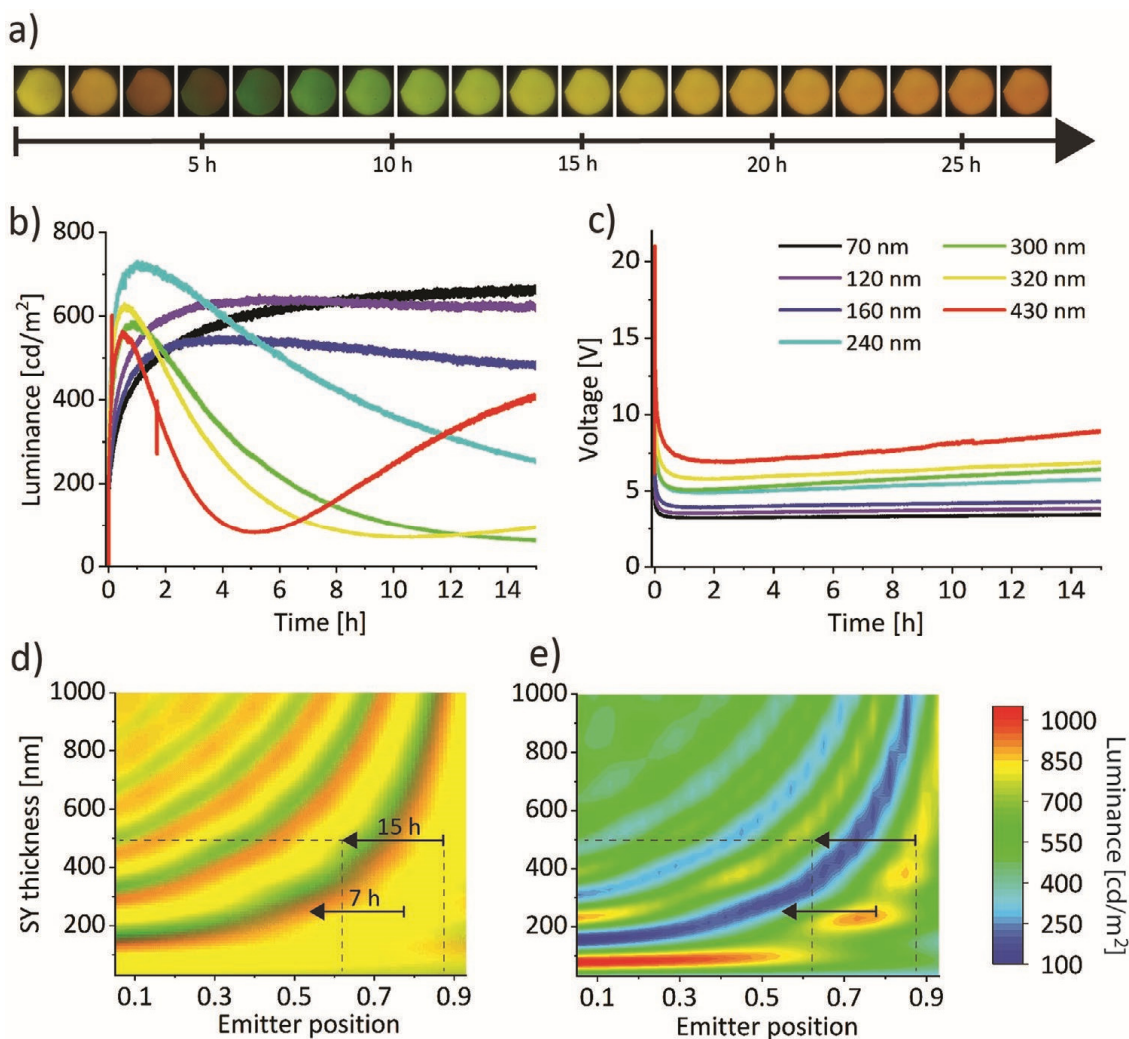 a)
5 h 10 h 15 h 20 h 25 h
b)
800
600
400
200
0
Luminance [cd/m²]
0 2 4 6 8 10 12 14
Time [h]
c)
20
15
10
5
0
Voltage [V]
70 nm
120 nm
160 nm
240 nm
300 nm
320 nm
430 nm
0 2 4 6 8 10 12 14
Time [h]
d)
1000
800
600
400
200
SY thickness [nm]
15 h
7 h
0.1 0.3 0.5 0.7 0.9
Emitter position
e)
1000
800
600
400
200
0.1 0.3 0.5 0.7 0.9
Emitter position
1000
850
700
550
400
250
100
Luminance [cd/m²]